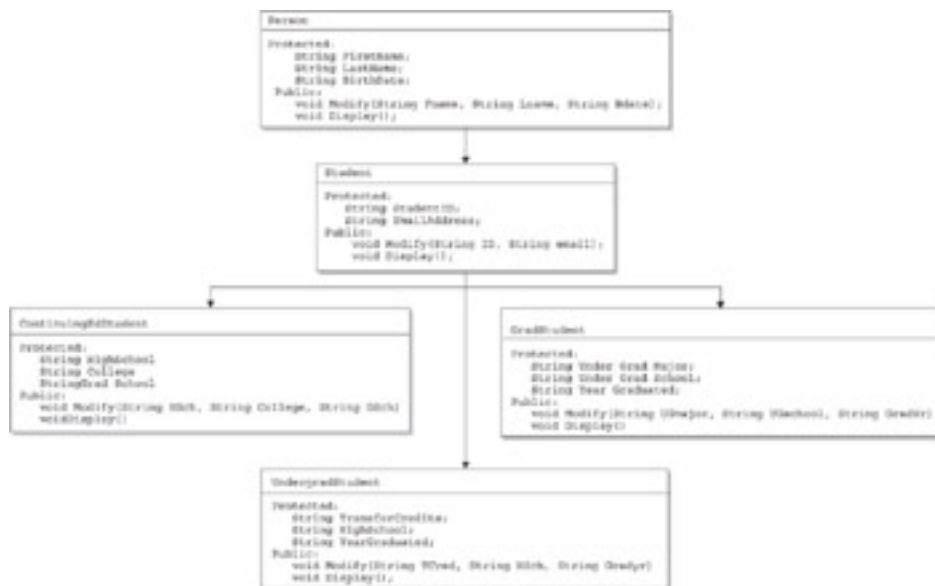 Person
Protected:
String FirstName;
String LastName;
String BirthDate;
Public:
void Modify(String Fname, String Lname, String Bdate);
void Display();
Student
Protected:
String StudentID;
String EmailAddress;
Public:
void Modify(String ID, String email);
void Display();
ContinuingEdStudent
Protected:
String HighSchool
String College
StringGrad School
Public:
void Modify(String HSch, String College, String GSch)
voidDisplay()
GradStudent
Protected:
String Under Grad Major;
String Under Grad School;
String Year Graduated;
Public:
void Modify(String UGmajor, String UGschool, String GradYr)
void Display()
UndergradStudent
Protected:
String TransferCredits;
String HighSchool;
String YearGraduated;
Public:
void Modify(String TCred, String HSch, String Gradyr)
void Display();